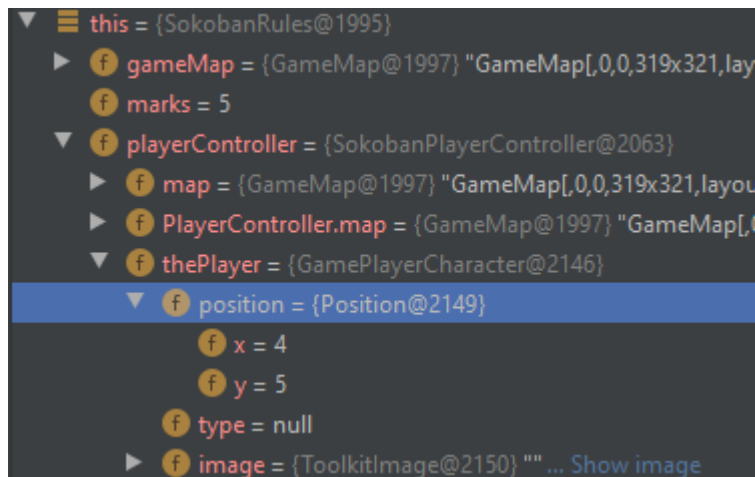 this = {SokobanRules@1995}
f gameMap = {GameMap@1997} "GameMap[,0,0,319x321,lay
f marks = 5
f playerController = {SokobanPlayerController@2063}
f map = {GameMap@1997} "GameMap[,0,0,319x321,layou
f PlayerController.map = {GameMap@1997} "GameMap[,0
f thePlayer = {GamePlayerCharacter@2146}
f position = {Position@2149}
f x = 4
f y = 5
f type = null
f image = {ToolkitImage@2150} "" ... Show image